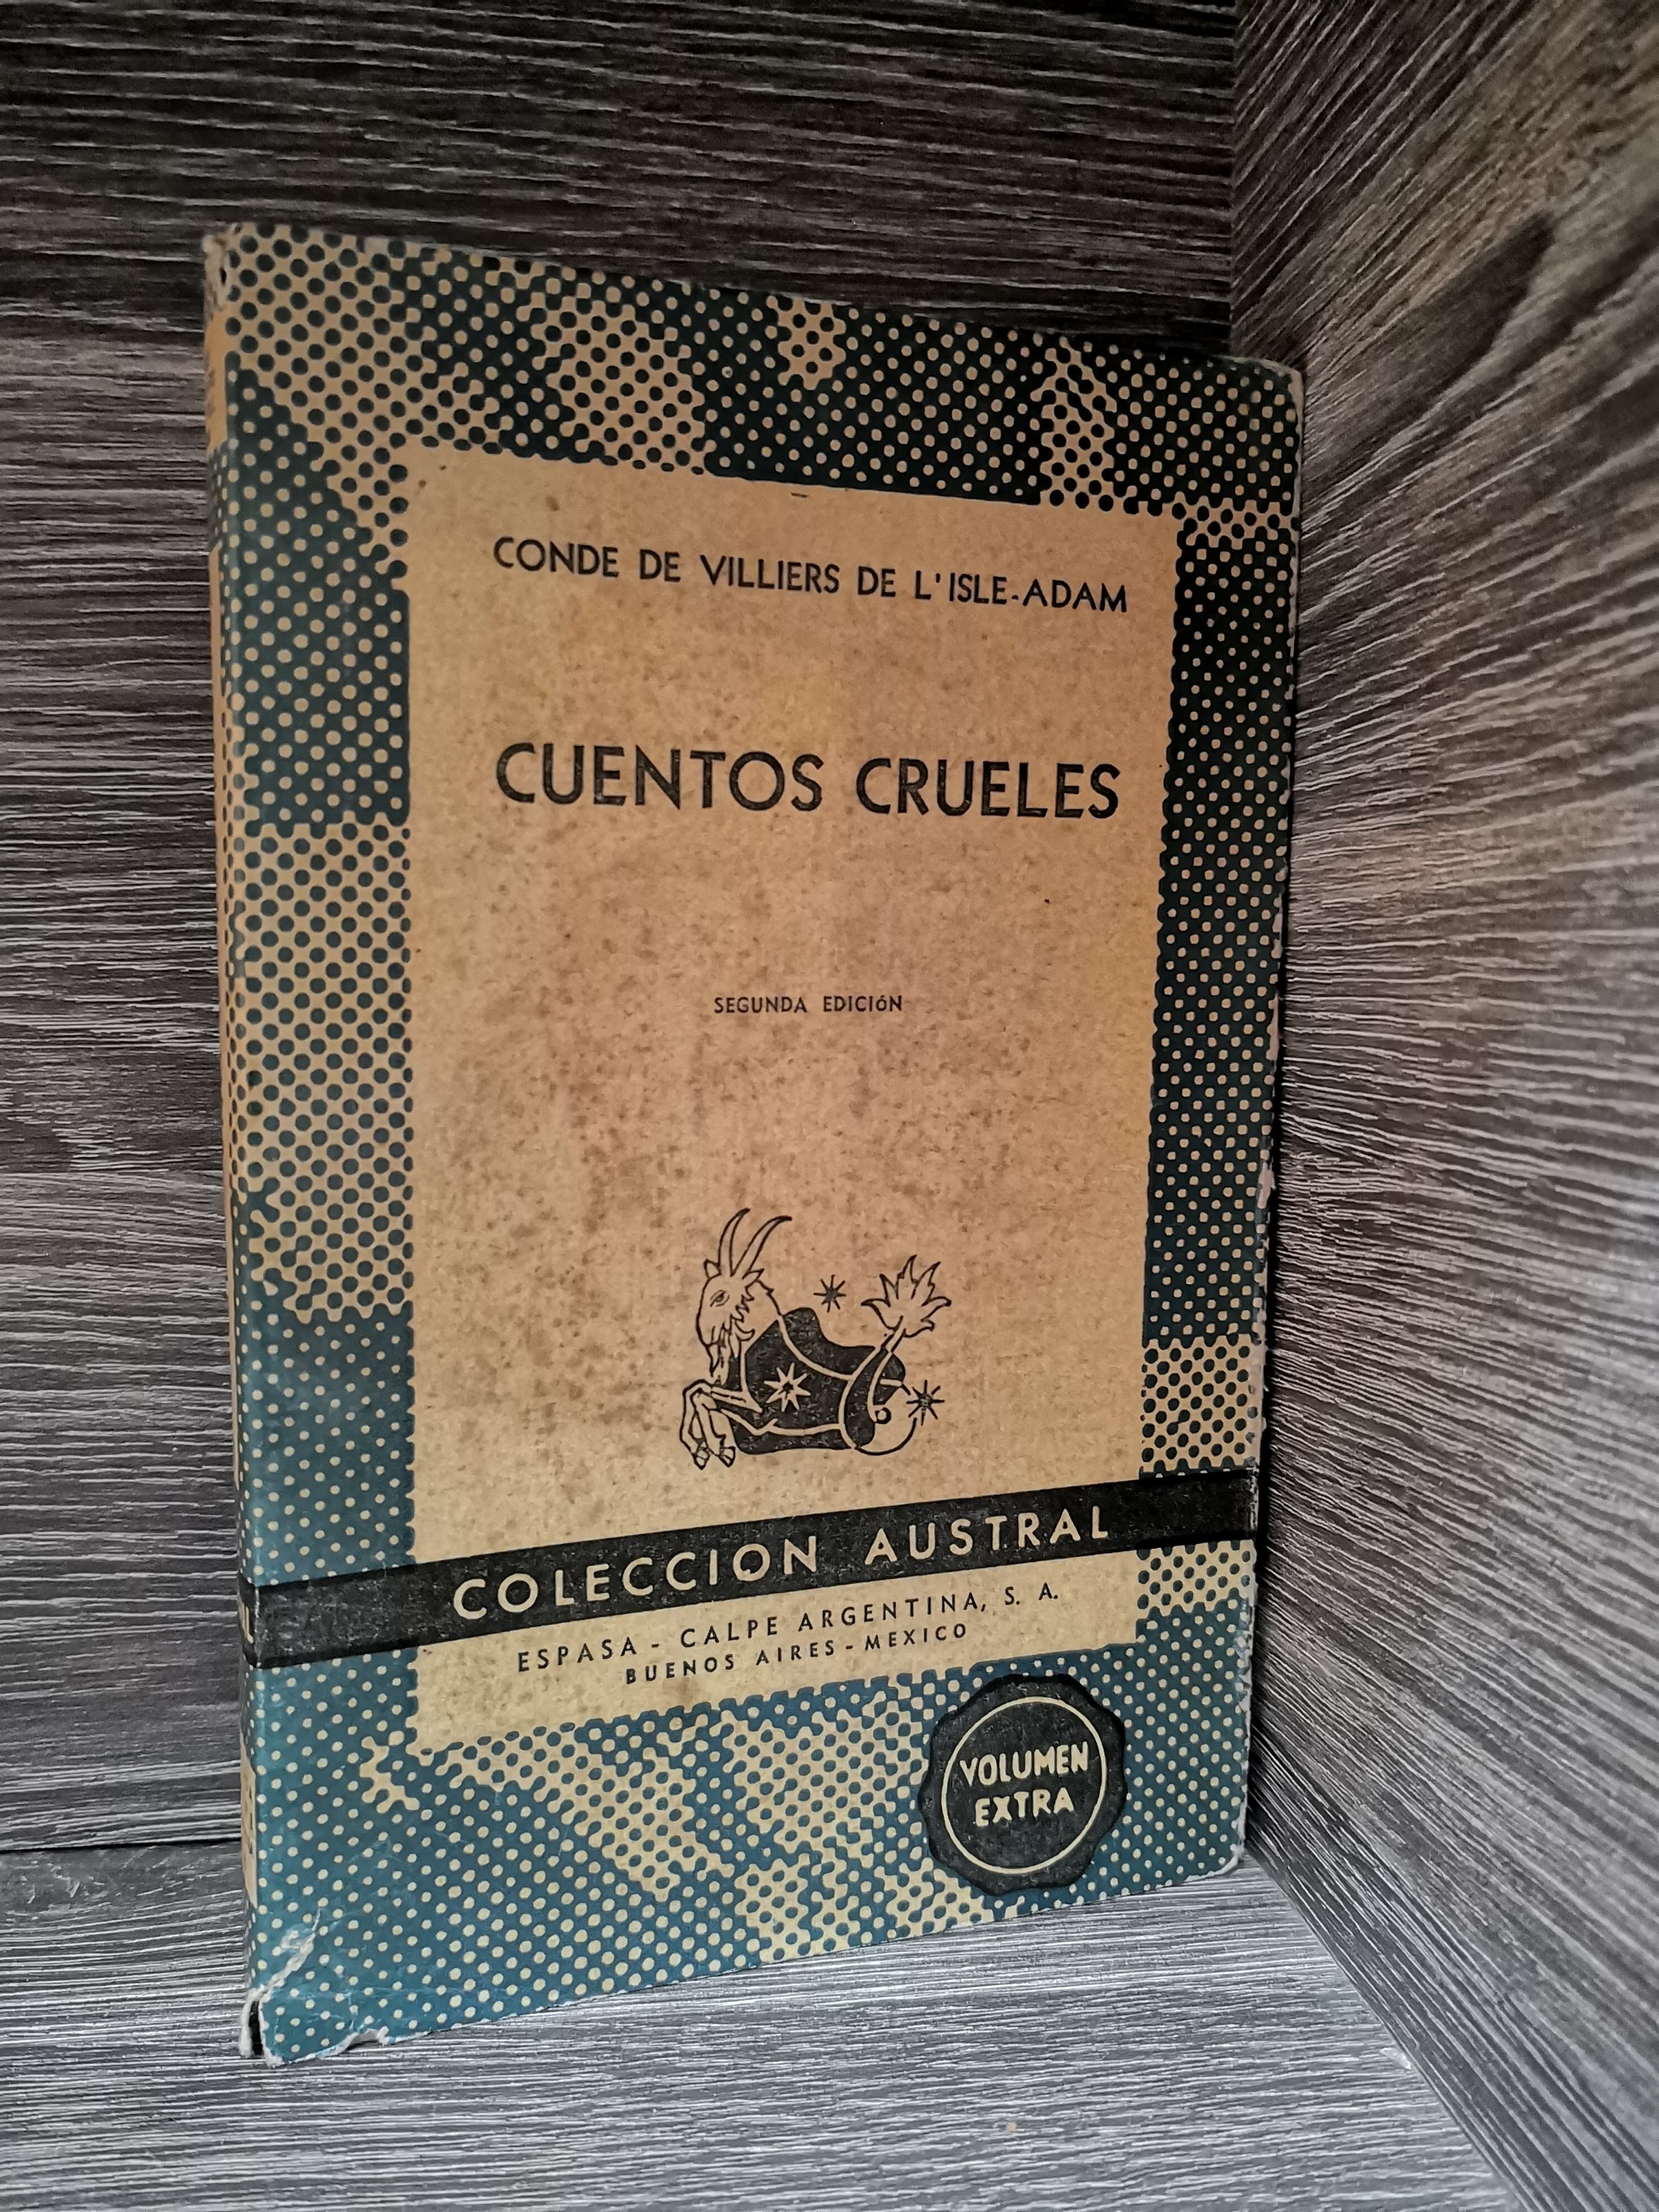 CONDE DE VILLIERS DE L'ISLE-ADAM
CUENTOS CRUELES
SEGUNDA EDICIÓN
COLECCION AUSTRAL
ESPASA - CALPE ARGENTINA, S. A.
BUENOS AIRES - MEXICO
VOLUMEN
EXTRA